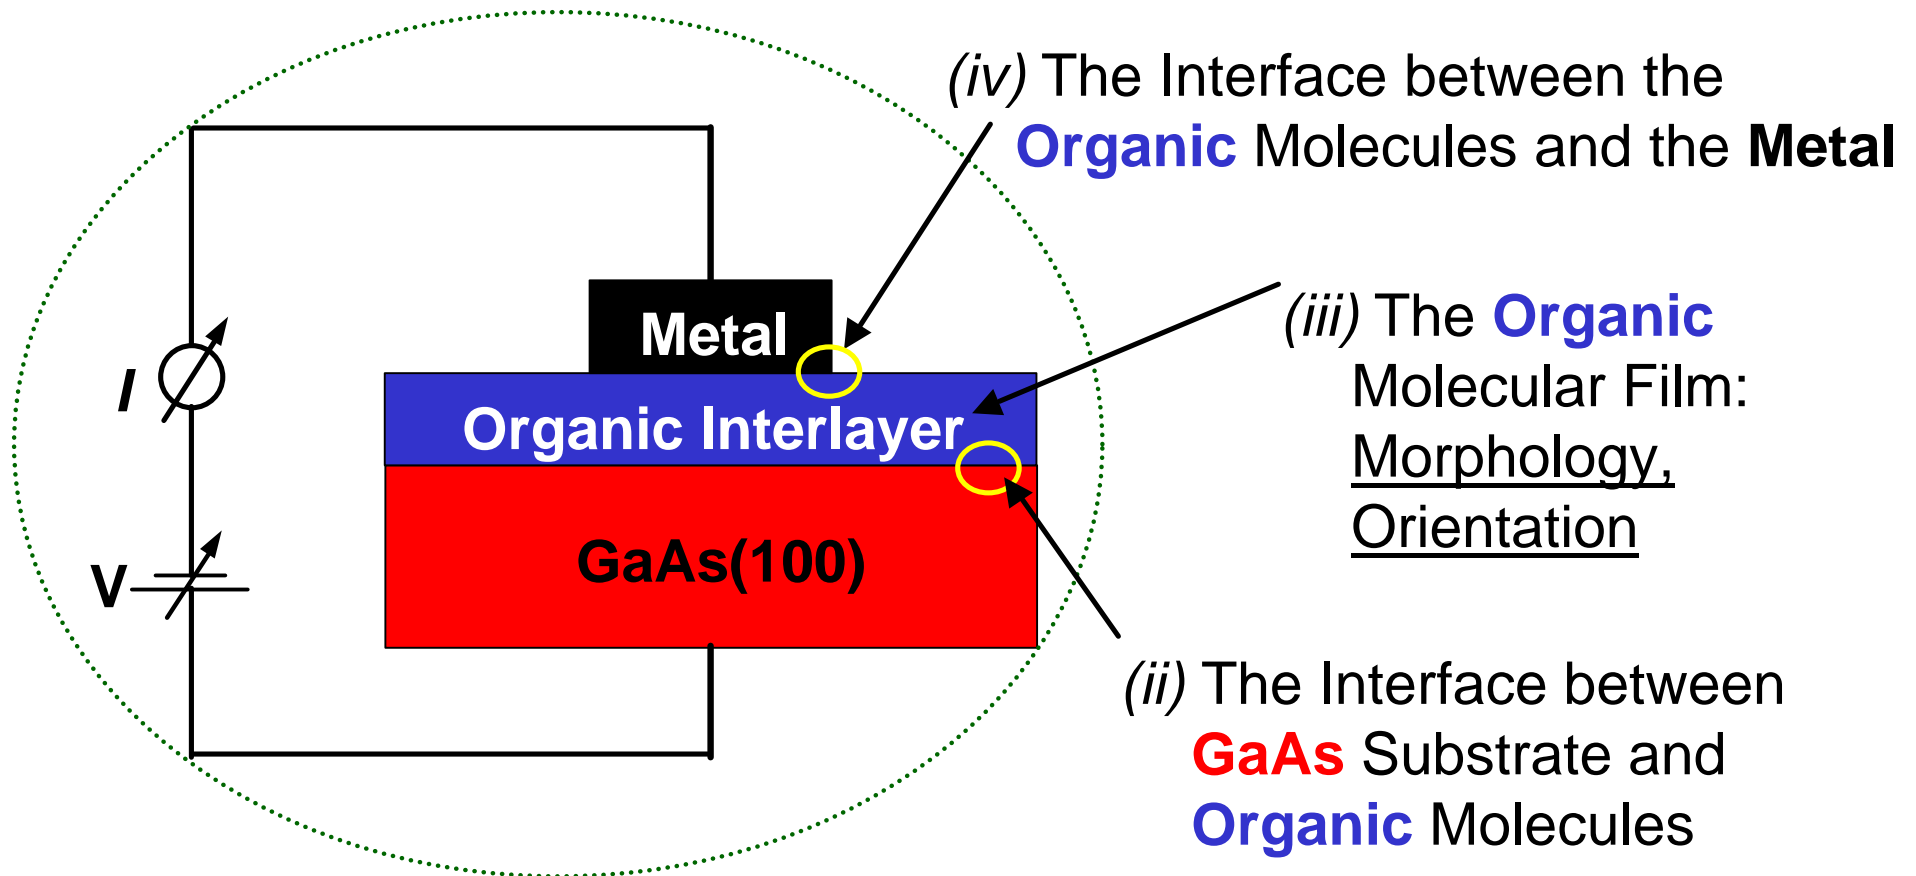 (iv) The Interface between the
Organic Molecules and the Metal
Metal
(iii) The Organic
Molecular Film:
Morphology,
Orientation
I
Organic Interlayer
V
GaAs(100)
(ii) The Interface between
GaAs Substrate and
Organic Molecules